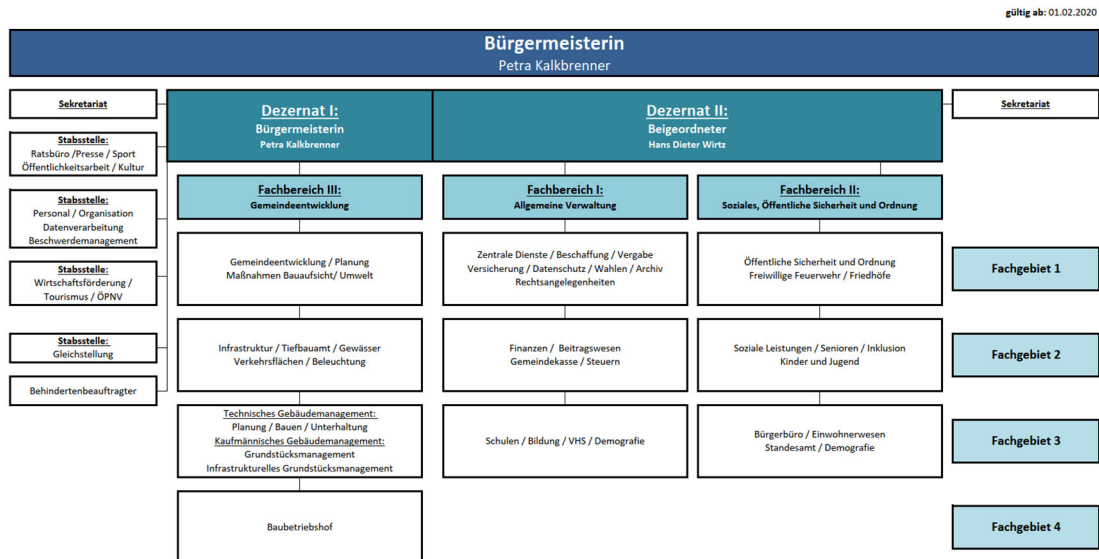 gültig ab: 01.02.2020
Bürgermeisterin
Petra Kalkbrenner
Sekretariat
Stabsstelle:
Ratsbüro /Presse / Sport
Öffentlichkeitsarbeit / Kultur
Stabsstelle:
Personal / Organisation
Datenverarbeitung
Beschwerdemanagement
Stabsstelle:
Wirtschaftsförderung /
Tourismus / ÖPNV
Stabsstelle:
Gleichstellung
Behindertenbeauftragter
Dezernat I:
Bürgermeisterin
Petra Kalkbrenner
Dezernat II:
Beigeordneter
Hans Dieter Wirtz
Sekretariat
Fachbereich III:
Gemeindeentwicklung
Fachbereich I:
Allgemeine Verwaltung
Fachbereich II:
Soziales, Öffentliche Sicherheit und Ordnung
Gemeindeentwicklung / Planung
Maßnahmen Bauaufsicht/ Umwelt
Zentrale Dienste / Beschaffung / Vergabe
Versicherung / Datenschutz / Wahlen / Archiv
Rechtsangelegenheiten
Öffentliche Sicherheit und Ordnung
Freiwillige Feuerwehr / Friedhöfe
Fachgebiet 1
Infrastruktur / Tiefbauamt / Gewässer
Verkehrsflächen / Beleuchtung
Finanzen / Beitragswesen
Gemeindekasse / Steuern
Soziale Leistungen / Senioren / Inklusion
Kinder und Jugend
Fachgebiet 2
Technisches Gebäudemanagement:
Planung / Bauen / Unterhaltung
Kaufmännisches Gebäudemanagement:
Grundstücksmanagement
Infrastrukturelles Grundstücksmanagement
Schulen / Bildung / VHS / Demografie
Bürgerbüro / Einwohnerwesen
Standesamt / Demografie
Fachgebiet 3
Baubetriebshof
Fachgebiet 4